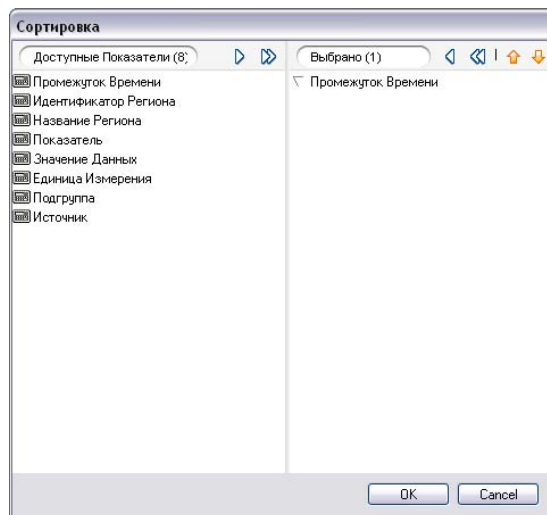 Сортировка
Доступные Показатели (8)
Выбрано (1)
Промежуток Времени
Идентификатор Региона
Название Региона
Показатель
Значение Данных
Единица Измерения
Подгруппа
Источник
Промежуток Времени
OK
Cancel